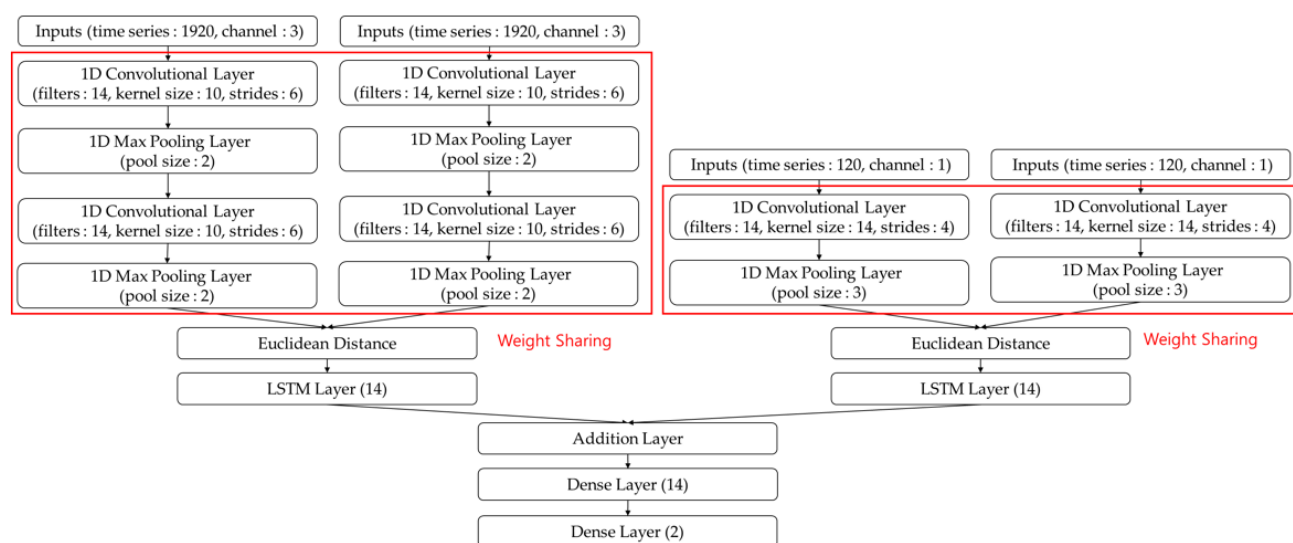 Inputs (time series : 1920, channel : 3)
Inputs (time series : 1920, channel : 3)
1D Convolutional Layer
(filters : 14, kernel size : 10, strides : 6)
1D Convolutional Layer
(filters : 14, kernel size : 10, strides : 6)
1D Max Pooling Layer
(pool size : 2)
1D Max Pooling Layer
(pool size : 2)
1D Convolutional Layer
(filters : 14, kernel size : 10, strides : 6)
1D Convolutional Layer
(filters : 14, kernel size : 10, strides : 6)
1D Max Pooling Layer
(pool size : 2)
1D Max Pooling Layer
(pool size : 2)
Euclidean Distance
Weight Sharing
LSTM Layer (14)
Inputs (time series : 120, channel : 1)
Inputs (time series : 120, channel : 1)
1D Convolutional Layer
(filters : 14, kernel size : 14, strides : 4)
1D Convolutional Layer
(filters : 14, kernel size : 14, strides : 4)
1D Max Pooling Layer
(pool size : 3)
1D Max Pooling Layer
(pool size : 3)
Euclidean Distance
Weight Sharing
LSTM Layer (14)
Addition Layer
Dense Layer (14)
Dense Layer (2)